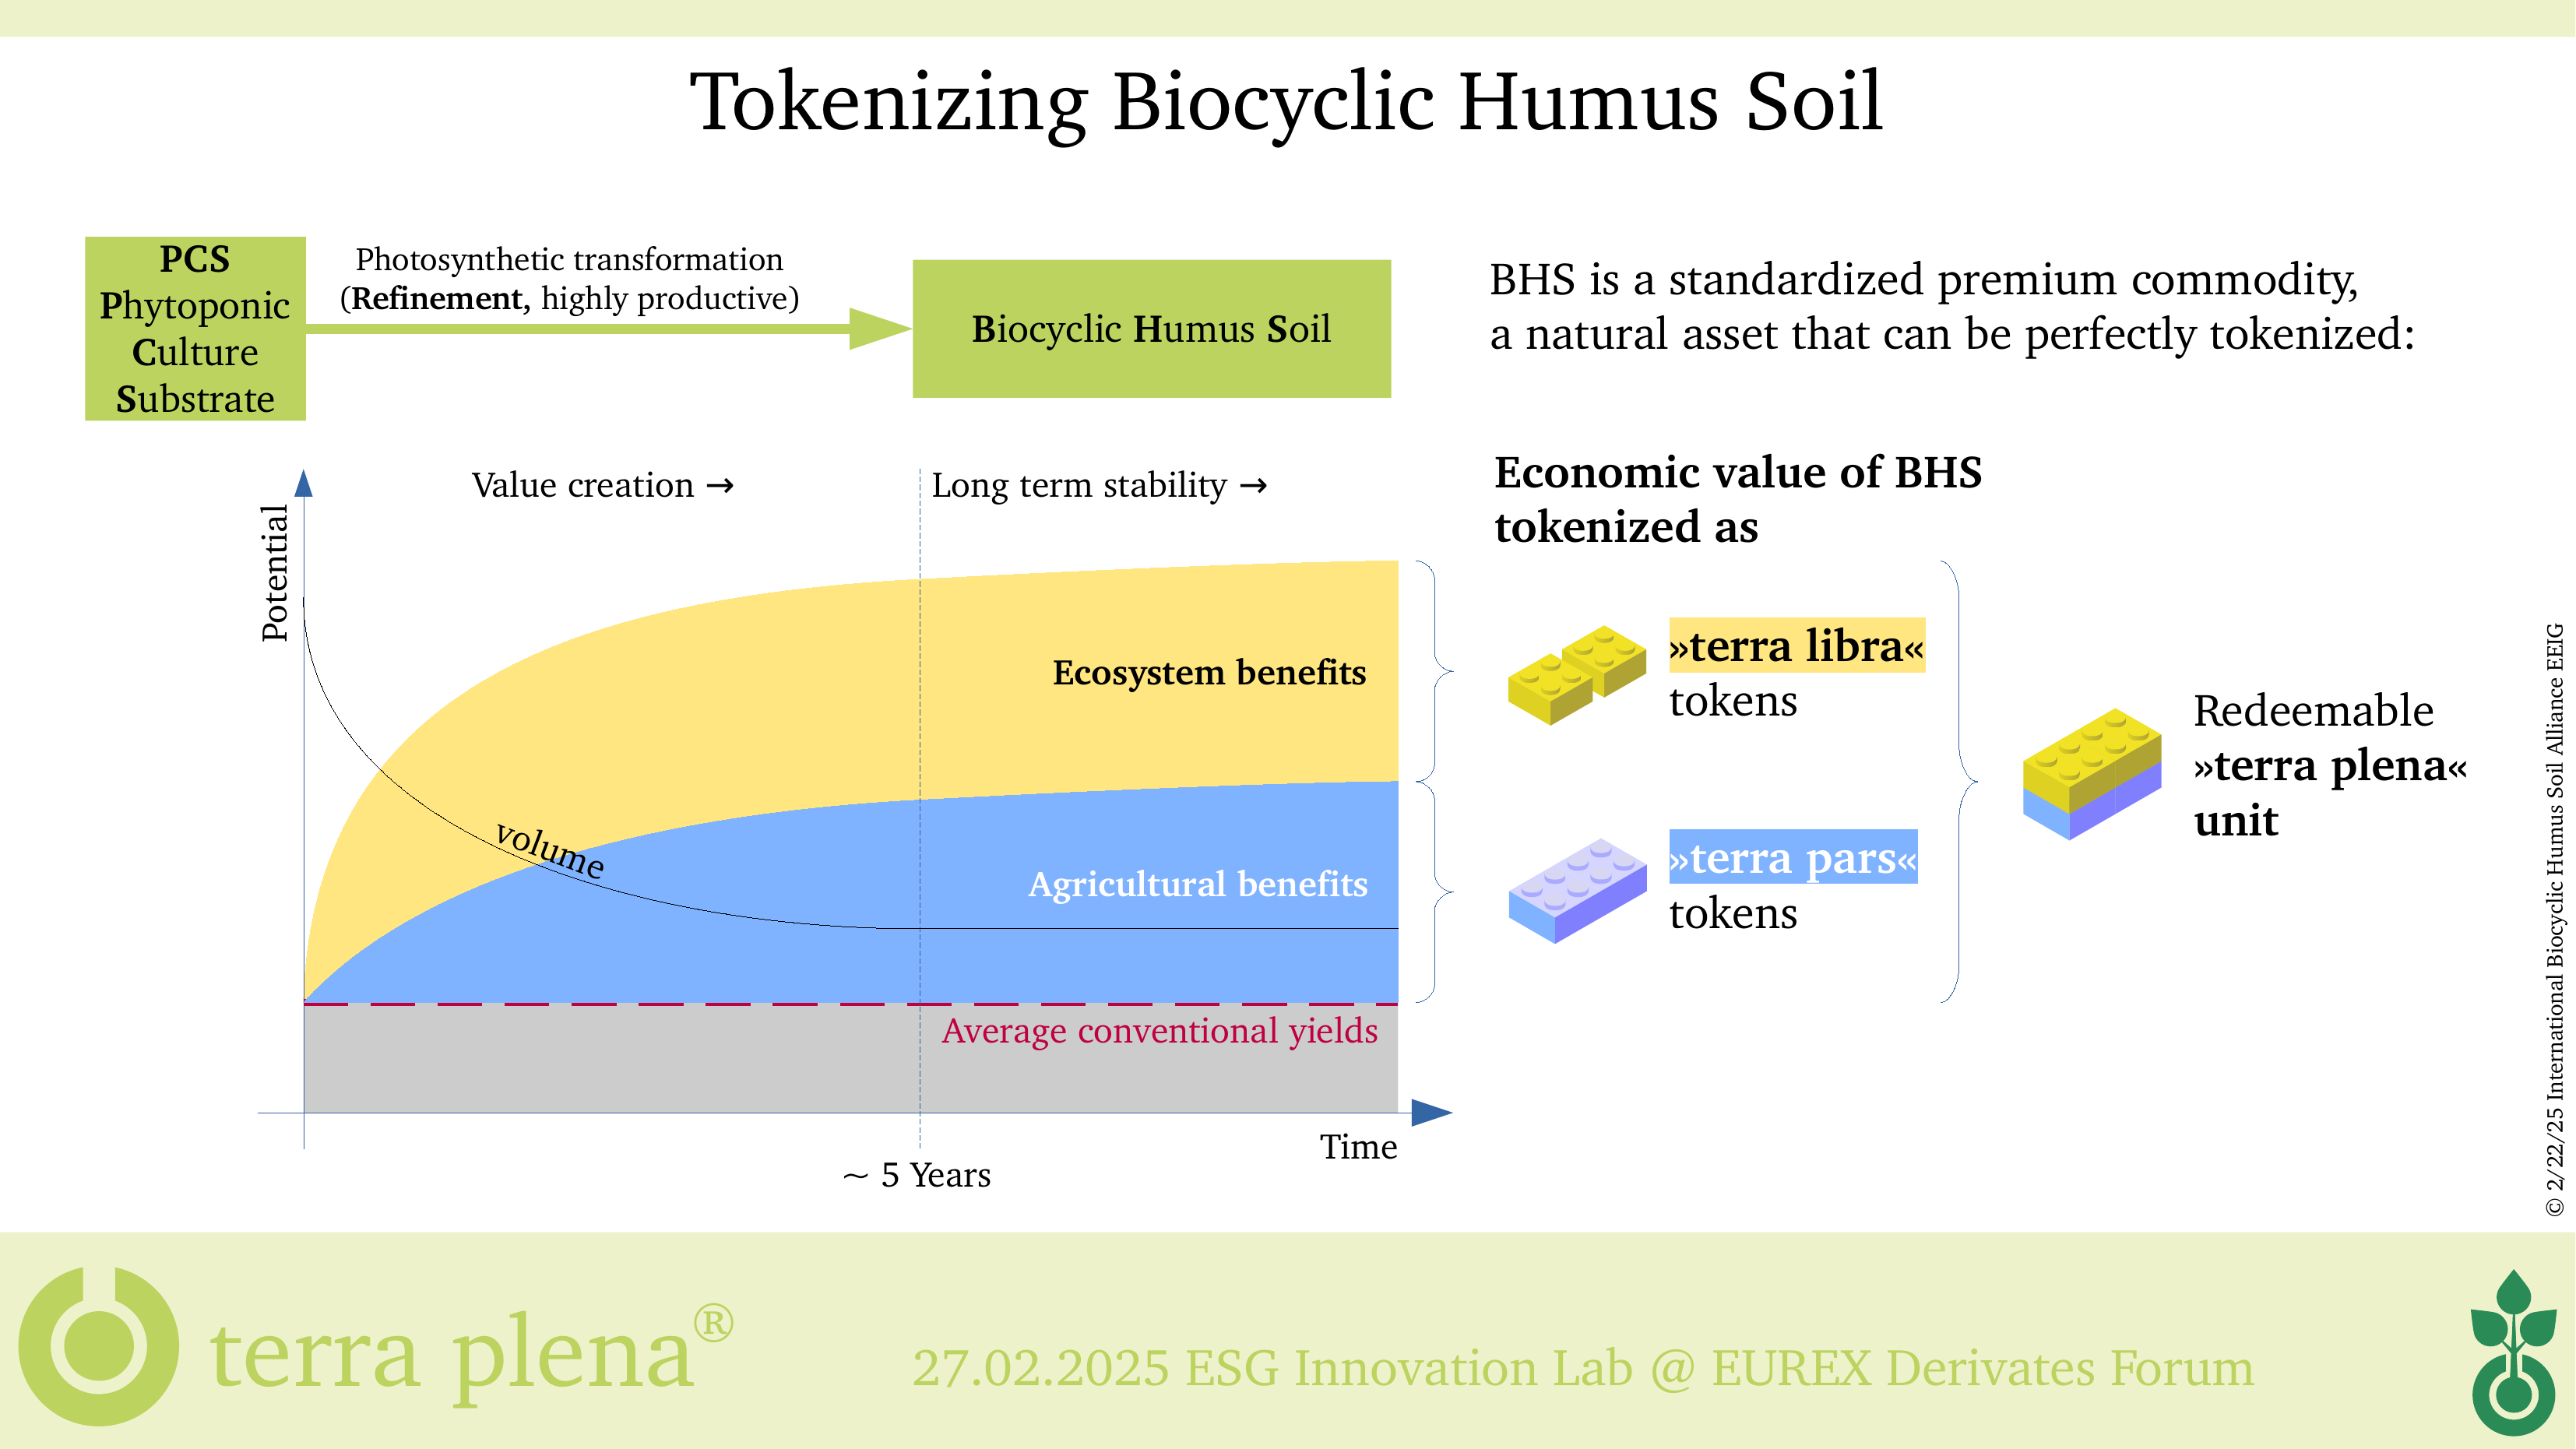 Tokenizing Biocyclic Humus Soil
PCS
Phytoponic
Culture
Substrate
Photosynthetic transformation
(Refinement, highly productive)
Biocyclic Humus Soil
BHS is a standardized premium commodity,
a natural asset that can be perfectly tokenized:
Potential
Value creation →
Long term stability →
Ecosystem benefits
volume
Agricultural benefits
Average conventional yields
Time
~ 5 Years
Economic value of BHS
tokenized as
»terra libra«
tokens
»terra pars«
tokens
Redeemable
»terra plena«
unit
© 2/22/25 International Biocyclic Humus Soil Alliance EEIG
terra plena®
27.02.2025 ESG Innovation Lab @ EUREX Derivates Forum